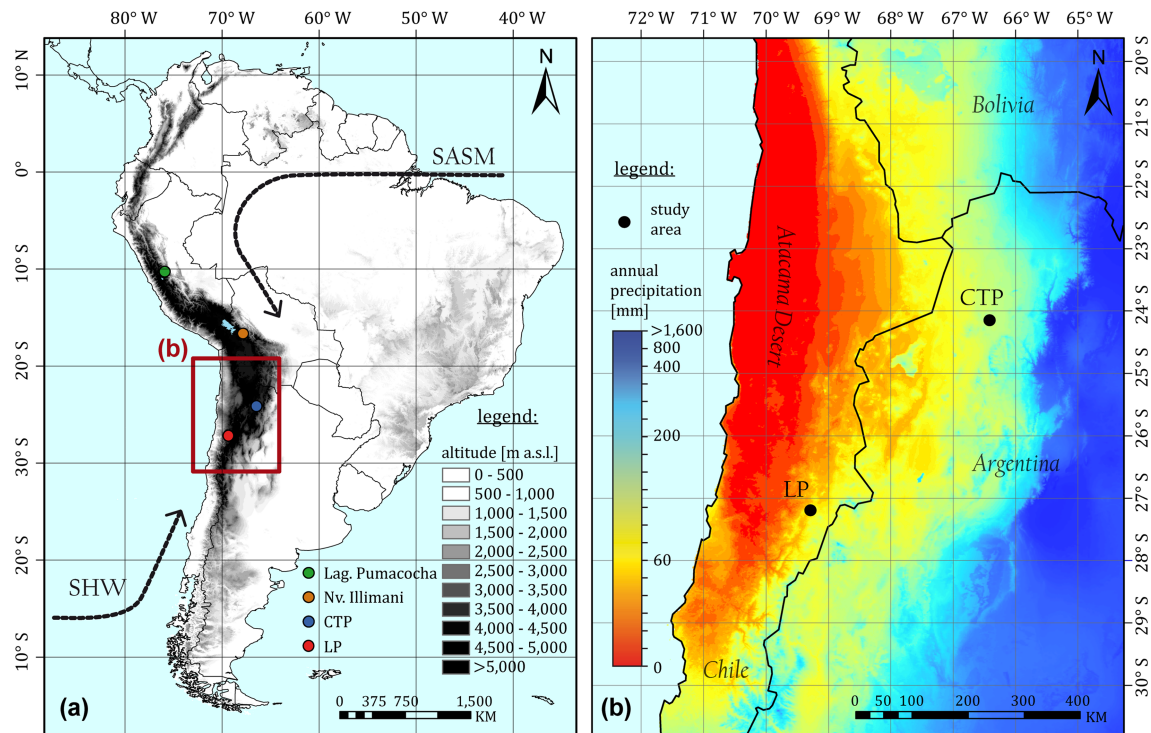 80° W 70° W 60° W 50° W 40° W
10° N
0°
10° S
20° S
30° S
20° S
10° S
N
SASM
(b)
SHW
legend:
altitude [m a.s.l.]
0 - 500
500 - 1,000
1,000 - 1,500
1,500 - 2,000
2,000 - 2,500
2,500 - 3,000
3,000 - 3,500
3,500 - 4,000
4,000 - 4,500
4,500 - 5,000
>5,000
Lag. Pumacocha
Nv. Illimani
CTP
LP
(a)
0 375 750 1,500
KM
72° W 71° W 70° W 69° W 68° W 67° W 66° W 65° W
20° S
21° S
22° S
23° S
24° S
25° S
26° S
27° S
28° S
29° S
30° S
N
Bolivia
legend:
study
area
annual
precipitation
[mm]
>1,600
800
400
200
60
0
Atacama Desert
CTP
Argentina
LP
Chile
(b)
0 50 100 200 300 400
KM